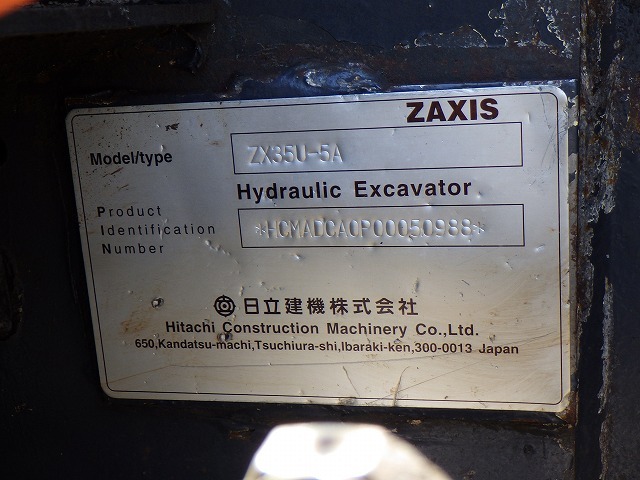 ZAXIS
Model/type ZX35U-5A
Hydraulic Excavator
Product
Identification
Number
*HCMADCA0P00050988*
日立建機株式会社
Hitachi Construction Machinery Co.,Ltd.
650,Kandatsu-machi,Tsuchiura-shi,Ibaraki-ken,300-0013 Japan